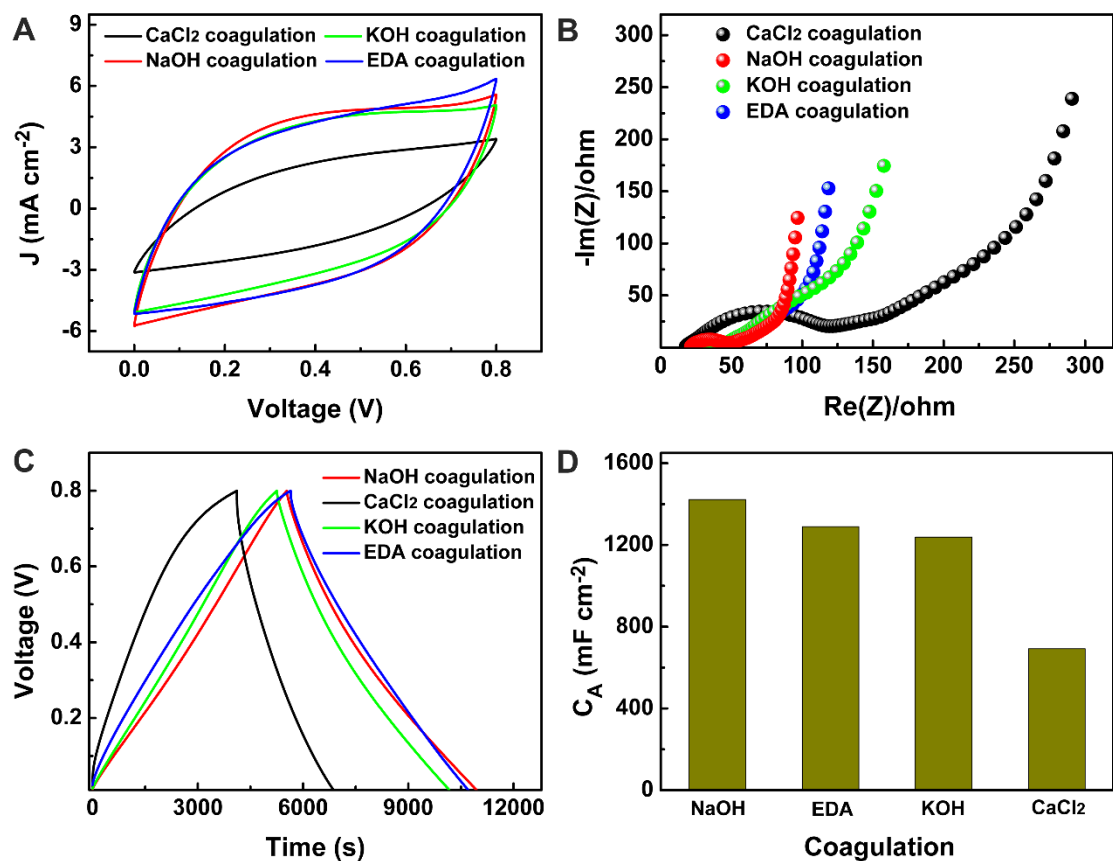 A
9
6
3
0
-3
-6
J (mA cm-2)
CaCl2 coagulation
KOH coagulation
NaOH coagulation
EDA coagulation
0.0 0.2 0.4 0.6 0.8
Voltage (V)
B
-300
250
200
150
100
50
-Im(Z)/ohm
CaCl2 coagulation
NaOH coagulation
KOH coagulation
EDA coagulation
0 50 100 150 200 250 300
Re(Z)/ohm
C
0.8
0.6
0.4
0.2
Voltage (V)
NaOH coagulation
CaCl2 coagulation
KOH coagulation
EDA coagulation
0 3000 6000 9000 12000
Time (s)
D
1600
1200
800
400
0
CA (mF cm-2)
NaOH EDA KOH CaCl2
Coagulation